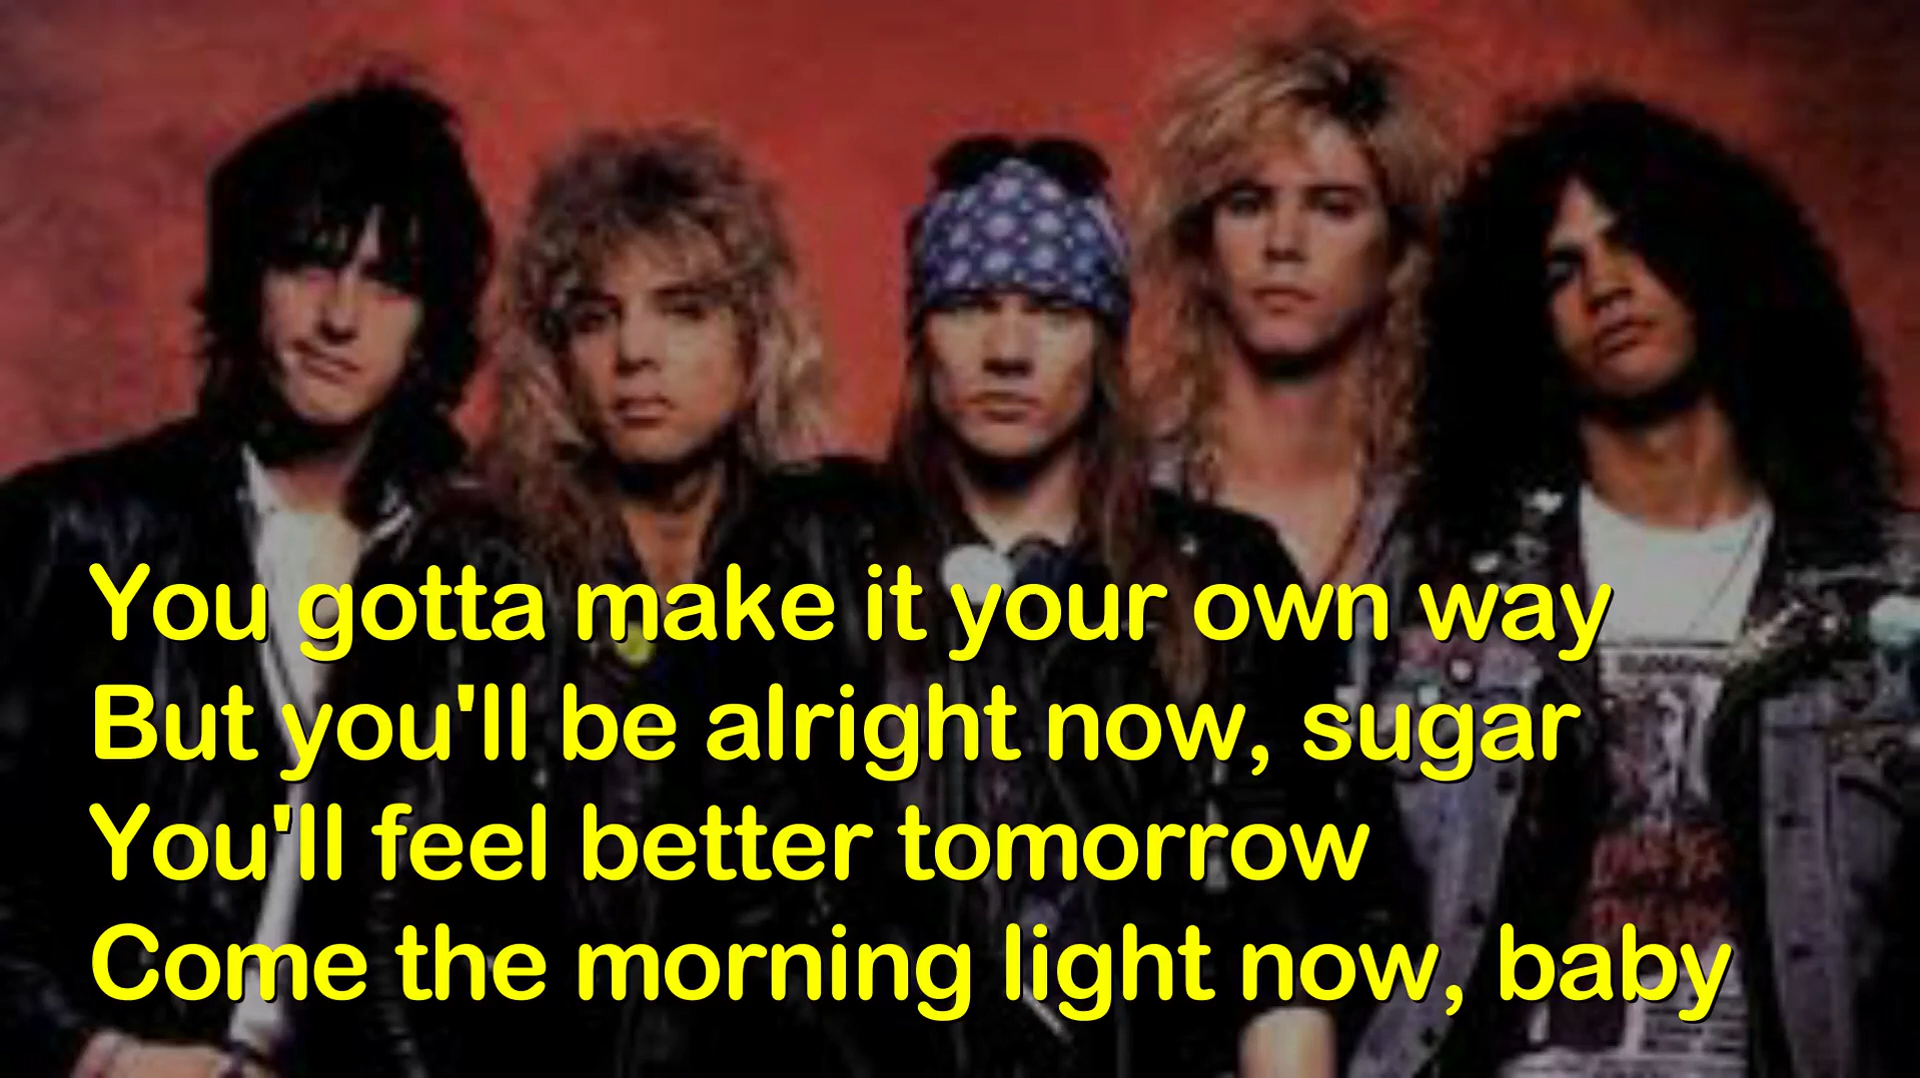 You gotta make it your own way
But you'll be alright now, sugar
You'll feel better tomorrow
Come the morning light now, baby